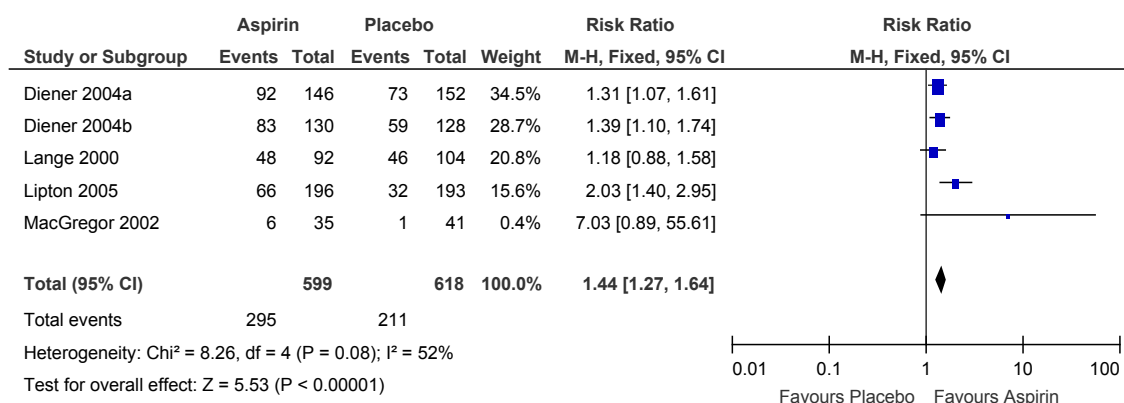 Aspirin Placebo Risk Ratio Risk Ratio
Study or Subgroup Events Total Events Total Weight M-H, Fixed, 95% CI M-H, Fixed, 95% CI
Diener 2004a 92 146 73 152 34.5% 1.31 [1.07, 1.61]
Diener 2004b 83 130 59 128 28.7% 1.39 [1.10, 1.74]
Lange 2000 48 92 46 104 20.8% 1.18 [0.88, 1.58]
Lipton 2005 66 196 32 193 15.6% 2.03 [1.40, 2.95]
MacGregor 2002 6 35 1 41 0.4% 7.03 [0.89, 55.61]
Total (95% CI) 599 618 100.0% 1.44 [1.27, 1.64]
Total events 295 211
Heterogeneity: Chi² = 8.26, df = 4 (P = 0.08); I² = 52%
Test for overall effect: Z = 5.53 (P < 0.00001)
0.01 0.1 1 10 100
Favours Placebo Favours Aspirin